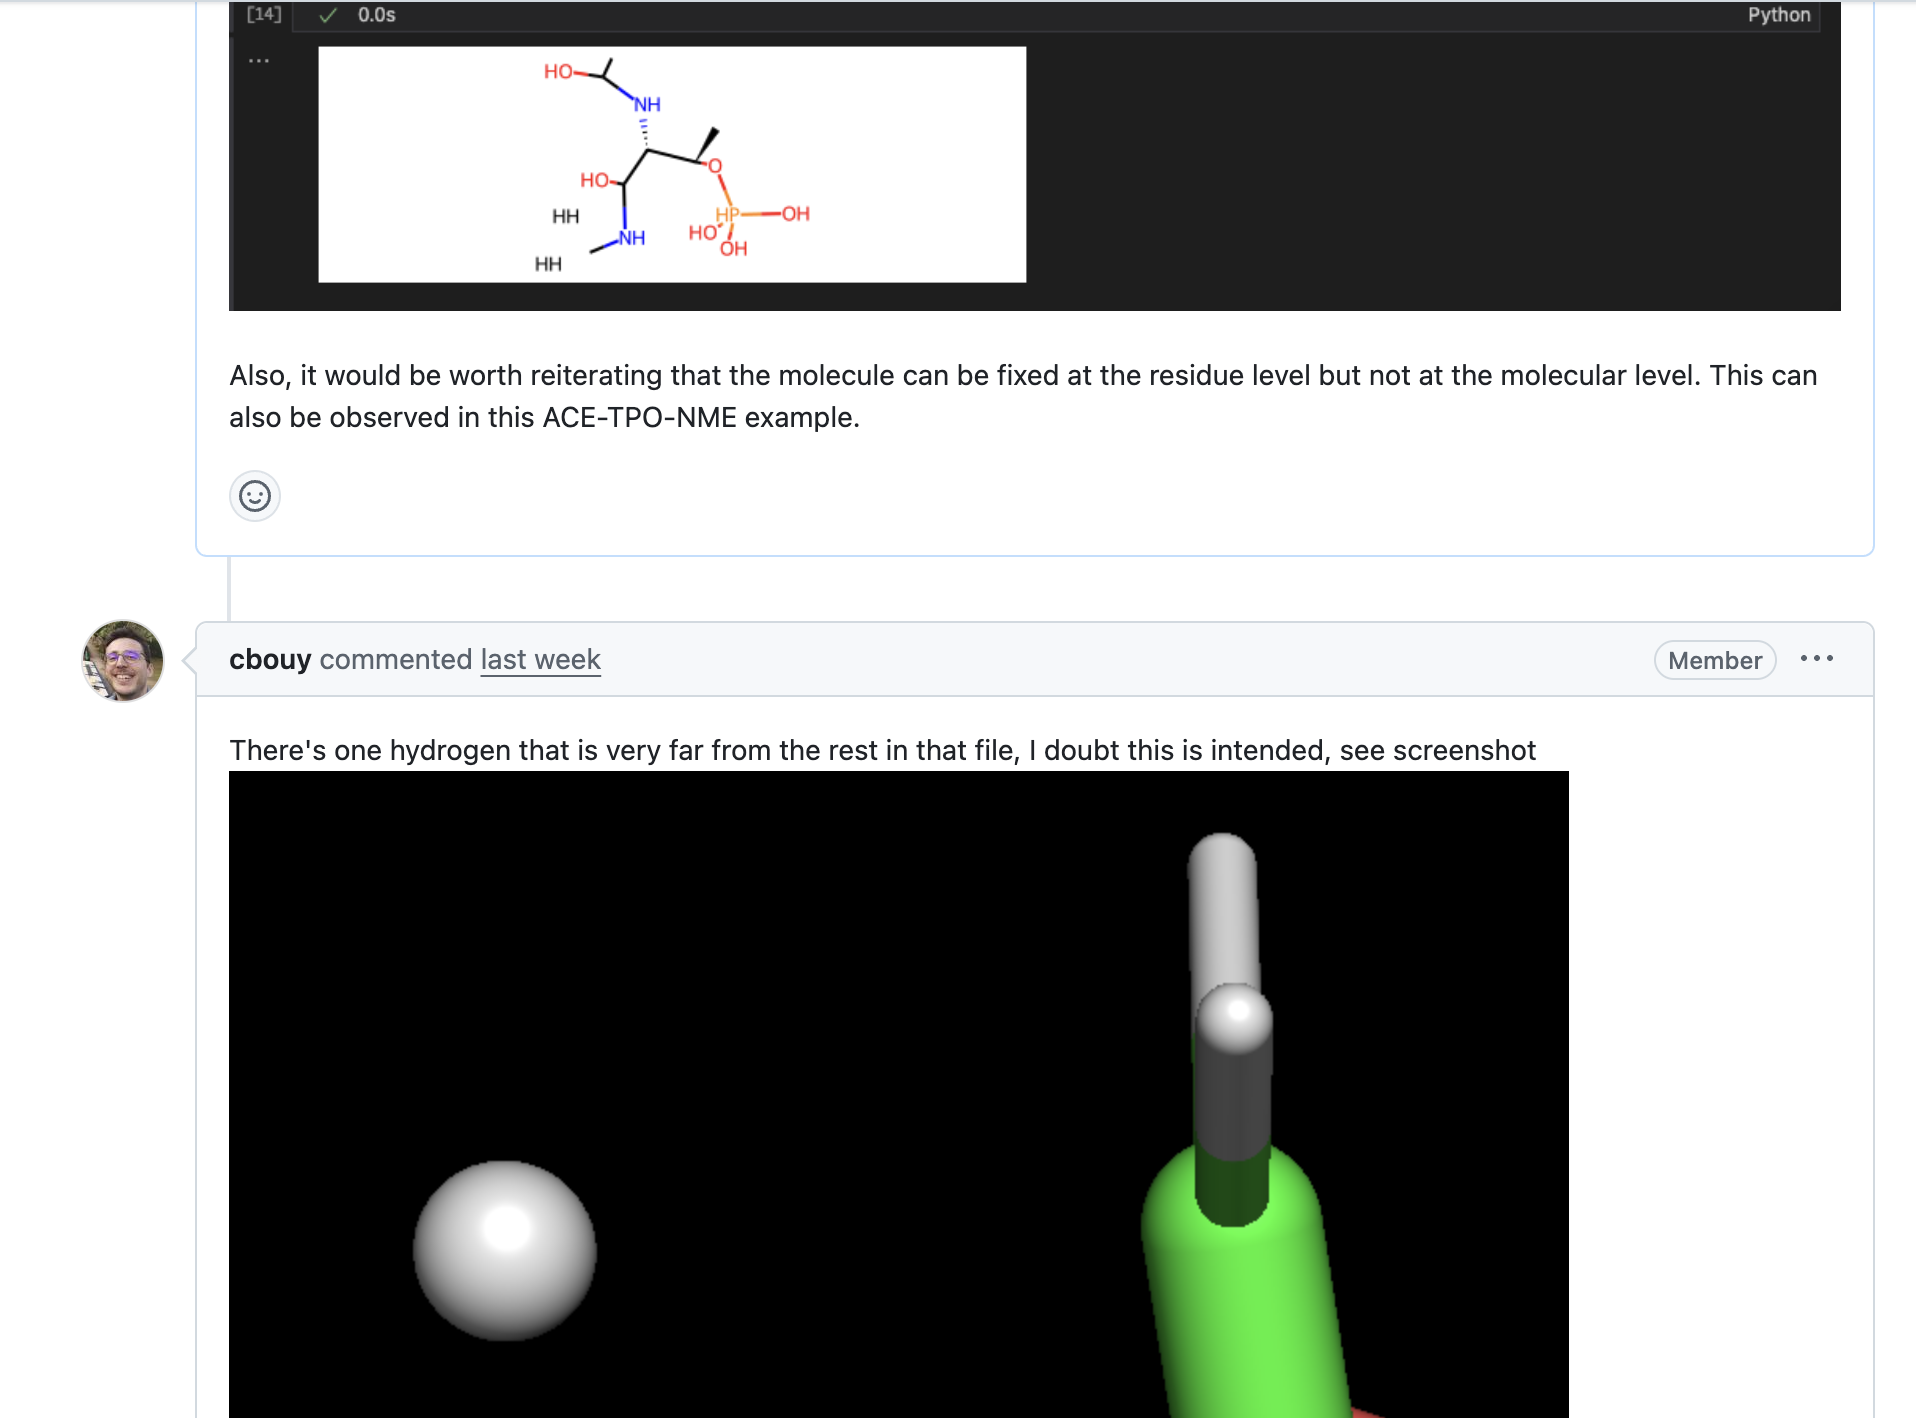 [14] ✓ 0.0s Python
...
HO
NH
O
HO
HH
HP OH
HO
NH
OH
HH
Also, it would be worth reiterating that the molecule can be fixed at the residue level but not at the molecular level. This can
also be observed in this ACE-TPO-NME example.
cbouy commented last week Member ...
There's one hydrogen that is very far from the rest in that file, I doubt this is intended, see screenshot